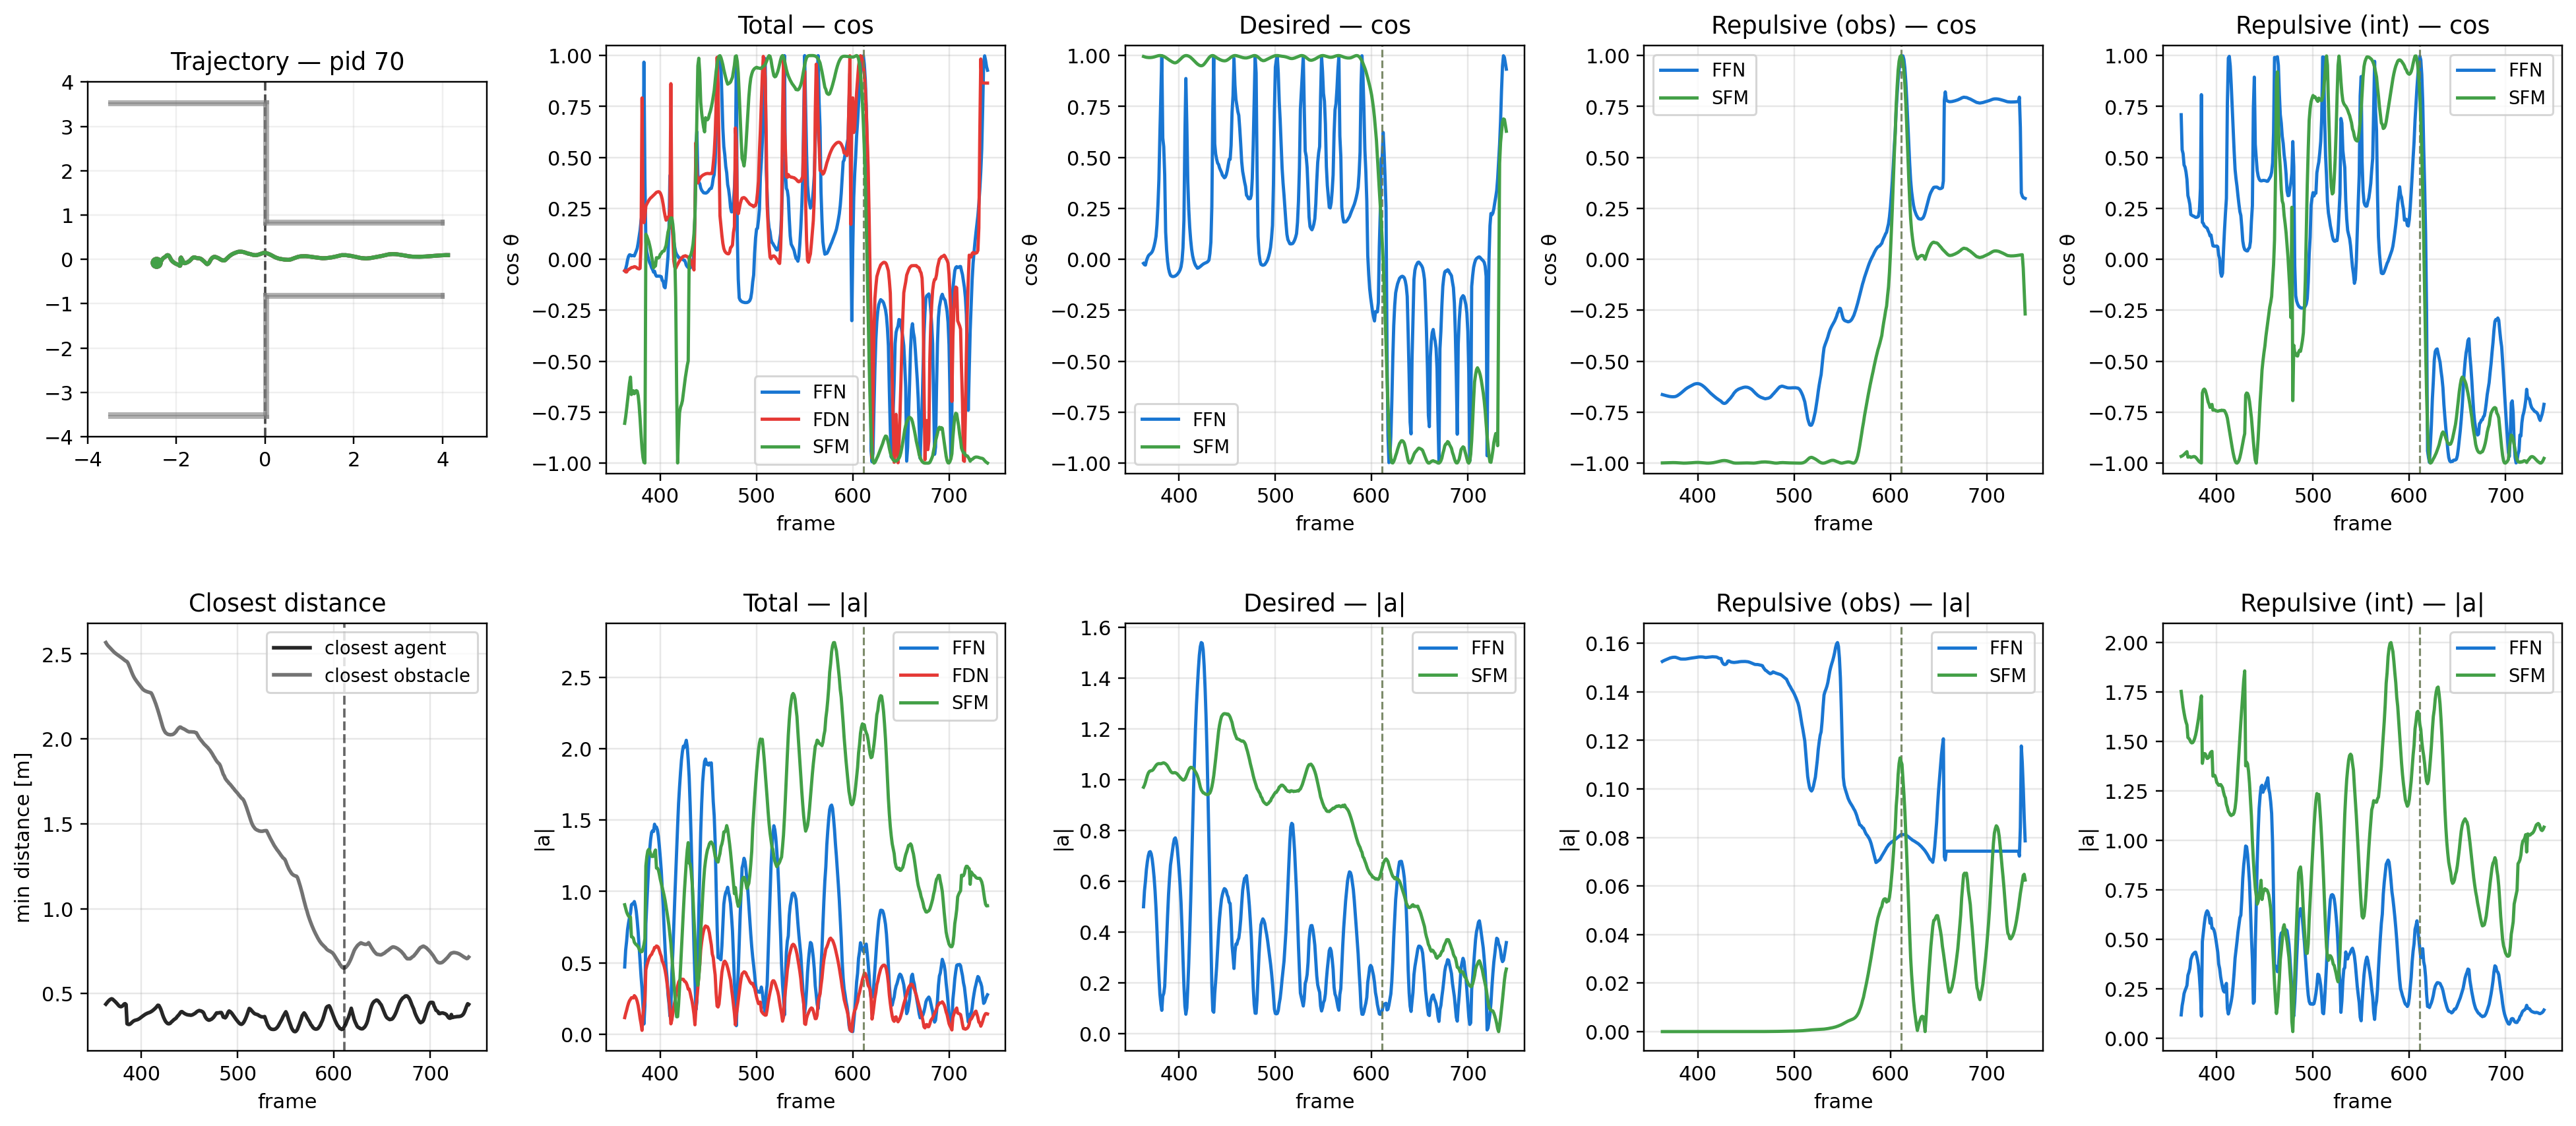 Trajectory — pid 70
4
3
2
1
0
−1
−2
−3
−4
−4 −2 0 2 4
Total — cos
cos θ
1.00
0.75
0.50
0.25
0.00
−0.25
−0.50
−0.75
−1.00
FFN
FDN
SFM
400 500 600 700
frame
Desired — cos
cos θ
1.00
0.75
0.50
0.25
0.00
−0.25
−0.50
−0.75
−1.00
FFN
SFM
400 500 600 700
frame
Repulsive (obs) — cos
cos θ
1.00
0.75
0.50
0.25
0.00
−0.25
−0.50
−0.75
−1.00
FFN
SFM
400 500 600 700
frame
Repulsive (int) — cos
cos θ
1.00
0.75
0.50
0.25
0.00
−0.25
−0.50
−0.75
−1.00
FFN
SFM
400 500 600 700
frame
Closest distance
min distance [m]
2.5
2.0
1.5
1.0
0.5
closest agent
closest obstacle
400 500 600 700
frame
Total — |a|
|a|
2.5
2.0
1.5
1.0
0.5
0.0
FFN
FDN
SFM
400 500 600 700
frame
Desired — |a|
|a|
1.6
1.4
1.2
1.0
0.8
0.6
0.4
0.2
0.0
FFN
SFM
400 500 600 700
frame
Repulsive (obs) — |a|
|a|
0.16
0.14
0.12
0.10
0.08
0.06
0.04
0.02
0.00
FFN
SFM
400 500 600 700
frame
Repulsive (int) — |a|
|a|
2.00
1.75
1.50
1.25
1.00
0.75
0.50
0.25
0.00
FFN
SFM
400 500 600 700
frame